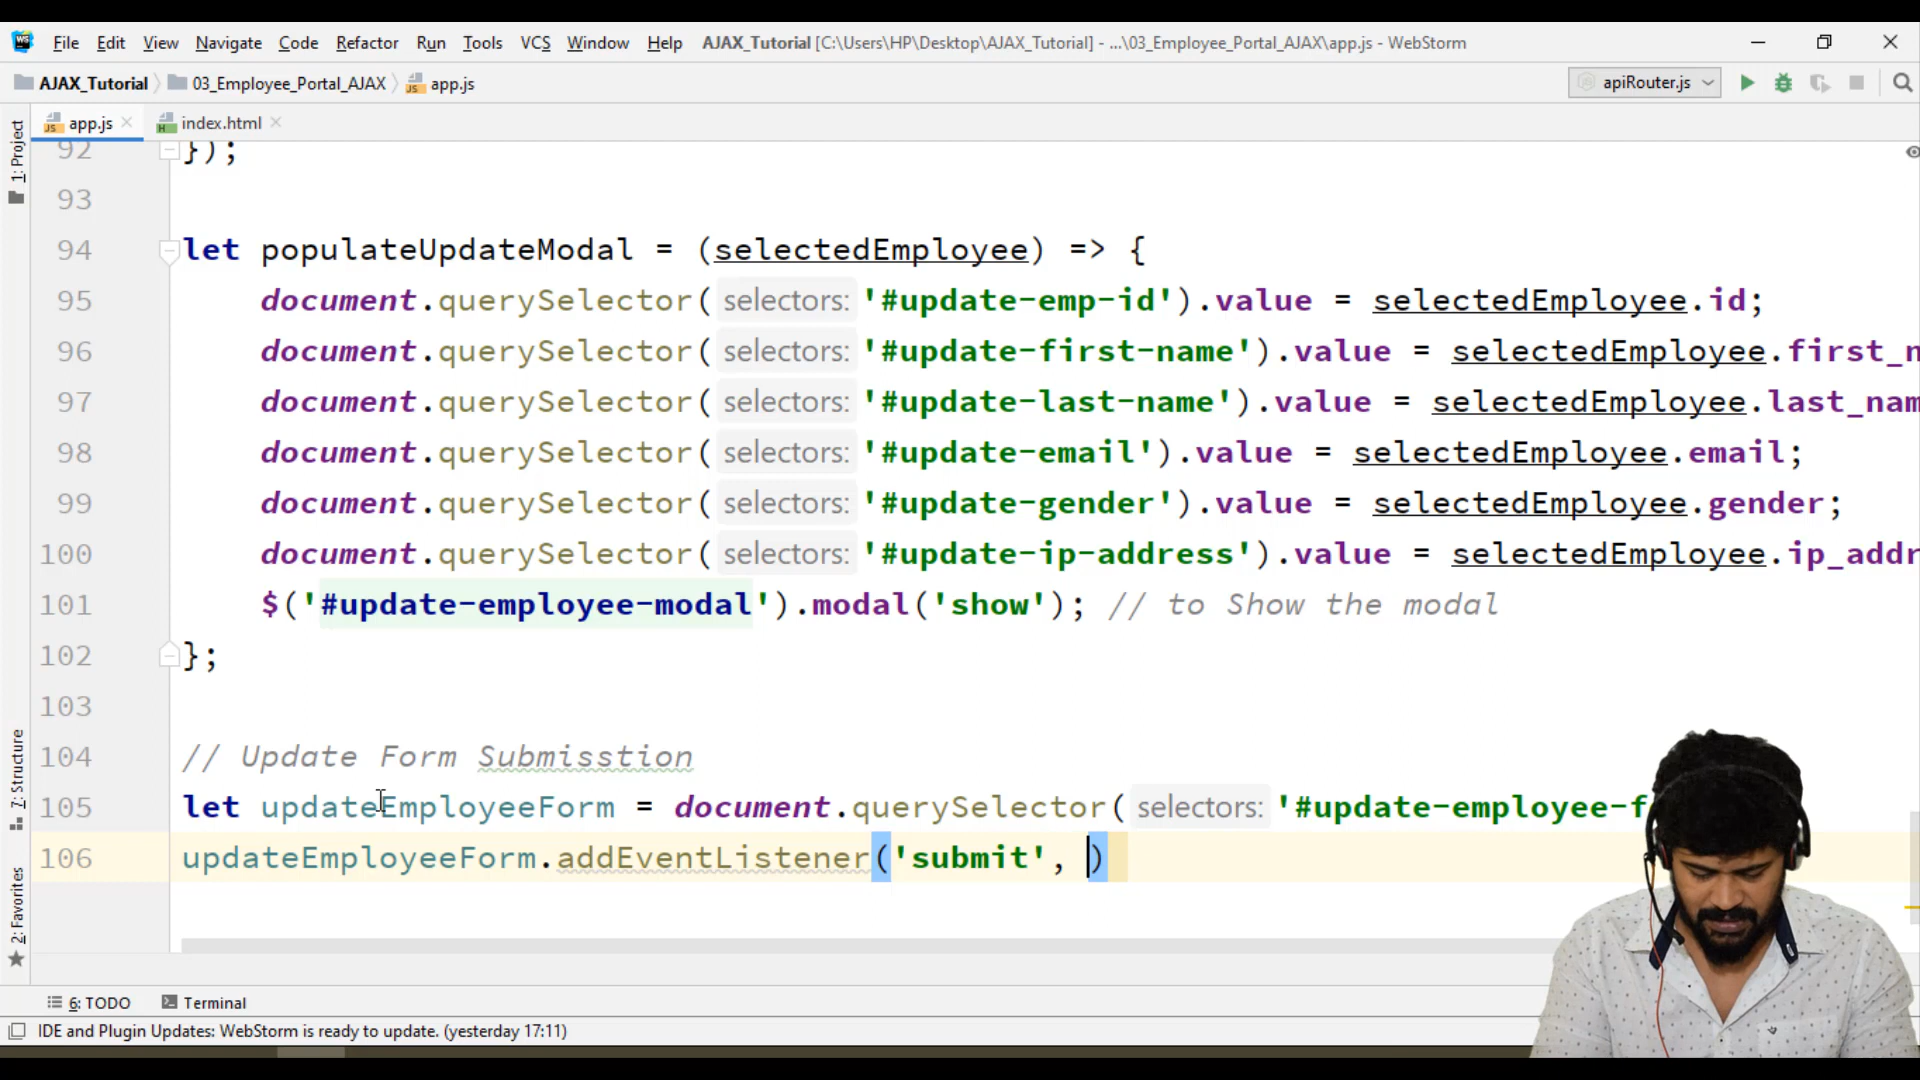 WS File Edit View Navigate Code Refactor Run Tools VCS Window Help AJAX_Tutorial [C:\Users\HP\Desktop\AJAX_Tutorial] - ...\03_Employee_Portal_AJAX\app.js - WebStorm
AJAX_Tutorial 03_Employee_Portal_AJAX app.js apiRouter.js
app.js index.html
1: Project
7: Structure
2: Favorites
92 });
93
94 let populateUpdateModal = (selectedEmployee) => {
95 document.querySelector( selectors: '#update-emp-id').value = selectedEmployee.id;
96 document.querySelector( selectors: '#update-first-name').value = selectedEmployee.first_n
97 document.querySelector( selectors: '#update-last-name').value = selectedEmployee.last_nam
98 document.querySelector( selectors: '#update-email').value = selectedEmployee.email;
99 document.querySelector( selectors: '#update-gender').value = selectedEmployee.gender;
100 document.querySelector( selectors: '#update-ip-address').value = selectedEmployee.ip_addr
101 $('#update-employee-modal').modal('show'); // to Show the modal
102 };
103
104 // Update Form Submisstion
105 let updateEmployeeForm = document.querySelector( selectors: '#update-employee-f
106 updateEmployeeForm.addEventListener('submit', )
6: TODO Terminal
IDE and Plugin Updates: WebStorm is ready to update. (yesterday 17:11)